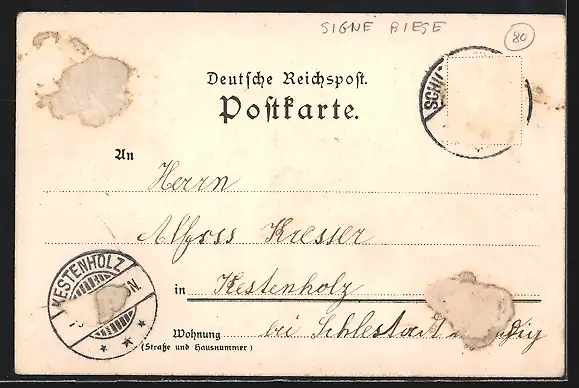 SIGNE BIESE
80
Deutsche Reichspost.
Postkarte.
SCHL
An
Herrn
Alfons Kresser
KESTENHOLZ
in Kestenholz
bei Schlestadt
Wohnung
(Straße und Hausnummer)